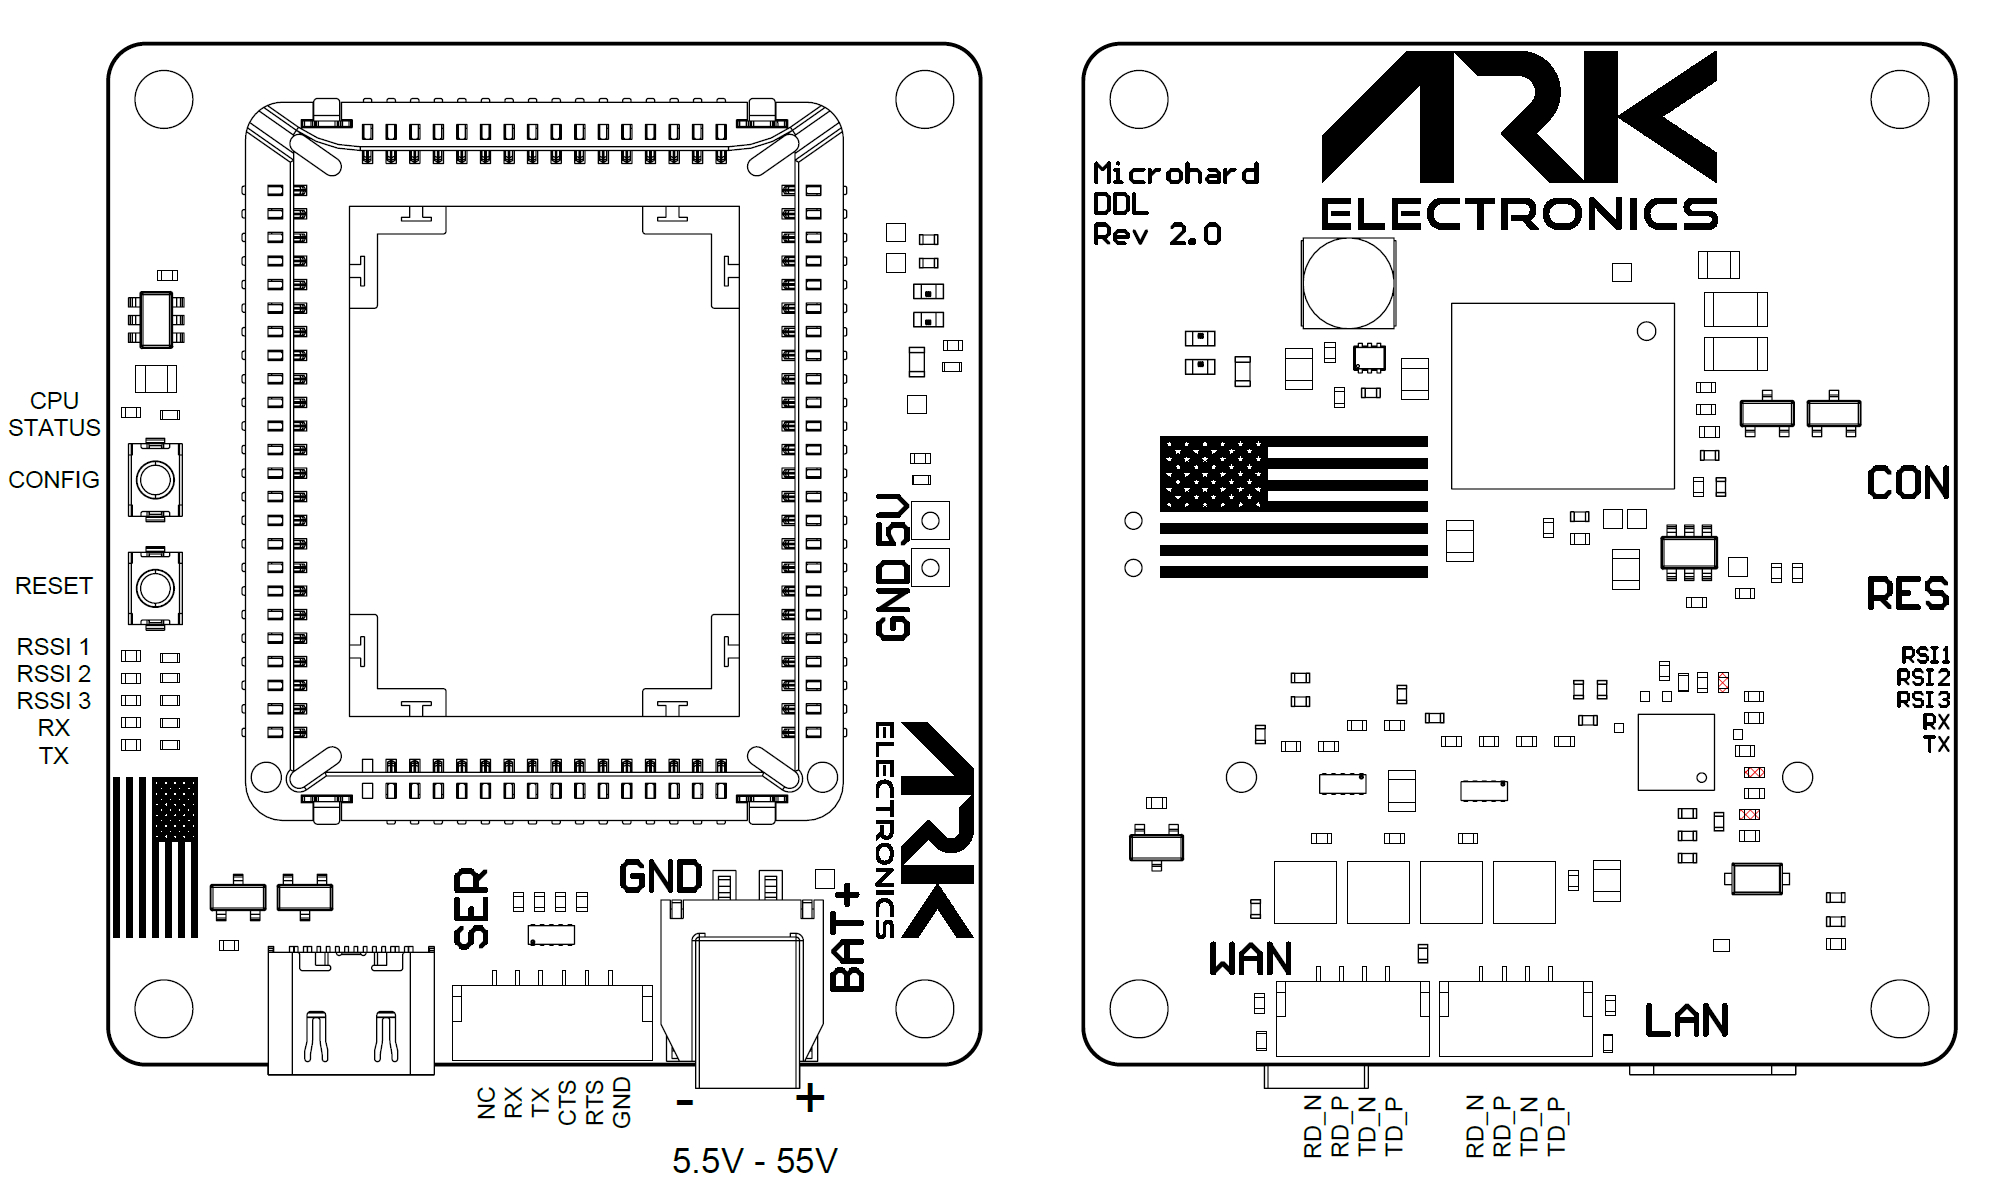 CPU
STATUS
CONFIG
RESET
RSSI 1
RSSI 2
RSSI 3
RX
TX
GND 5V
ARK
ELECTRONICS
SER
GND
BAT+
NC
RX
TX
CTS
RTS
GND
- +
5.5V - 55V
ARK
ELECTRONICS
Microhard
DDL
Rev 2.0
CON
RES
RSI1
RSI2
RSI3
RX
TX
WAN
LAN
RD_N
RD_P
TD_N
TD_P
RD_N
RD_P
TD_N
TD_P